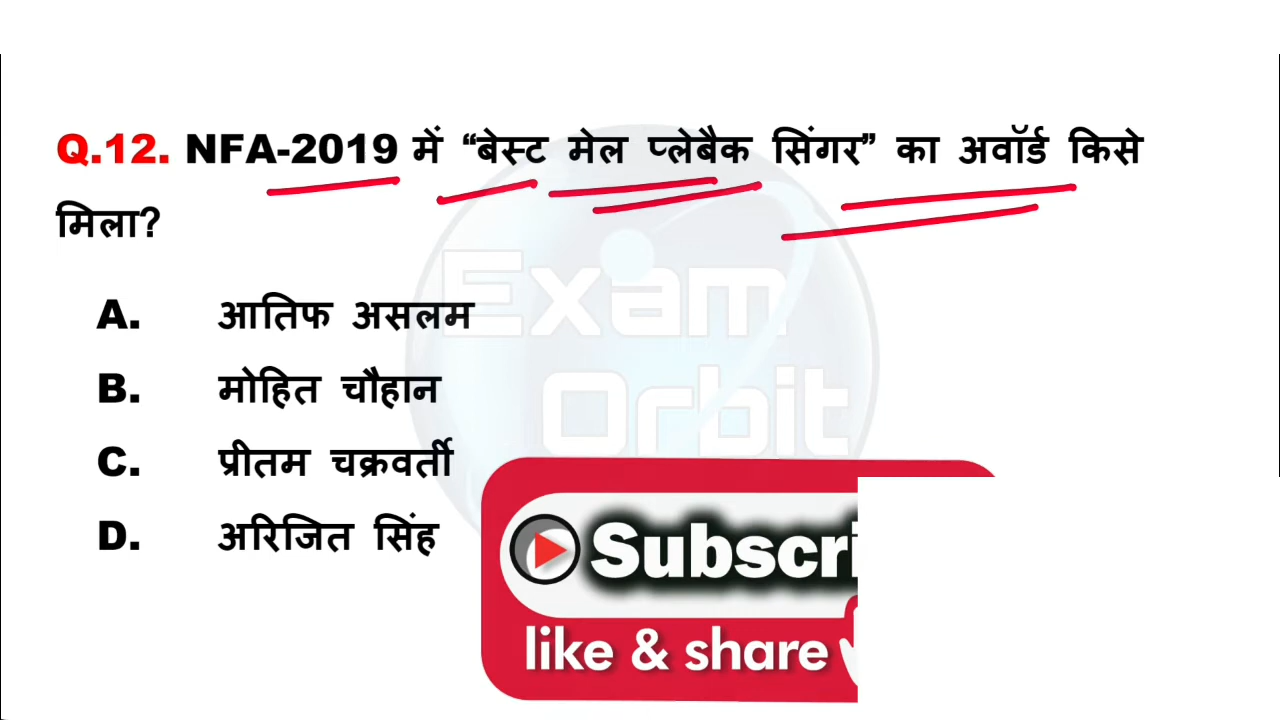 Q.12. NFA-2019 में “बेस्ट मेल प्लेबैक सिंगर” का अवॉर्ड किसे
मिला?
A. आतिफ असलम
B. मोहित चौहान
C. प्रीतम चक्रवर्ती
D. अरिजित सिंह
Exam
Orbit
Subscri
like & share